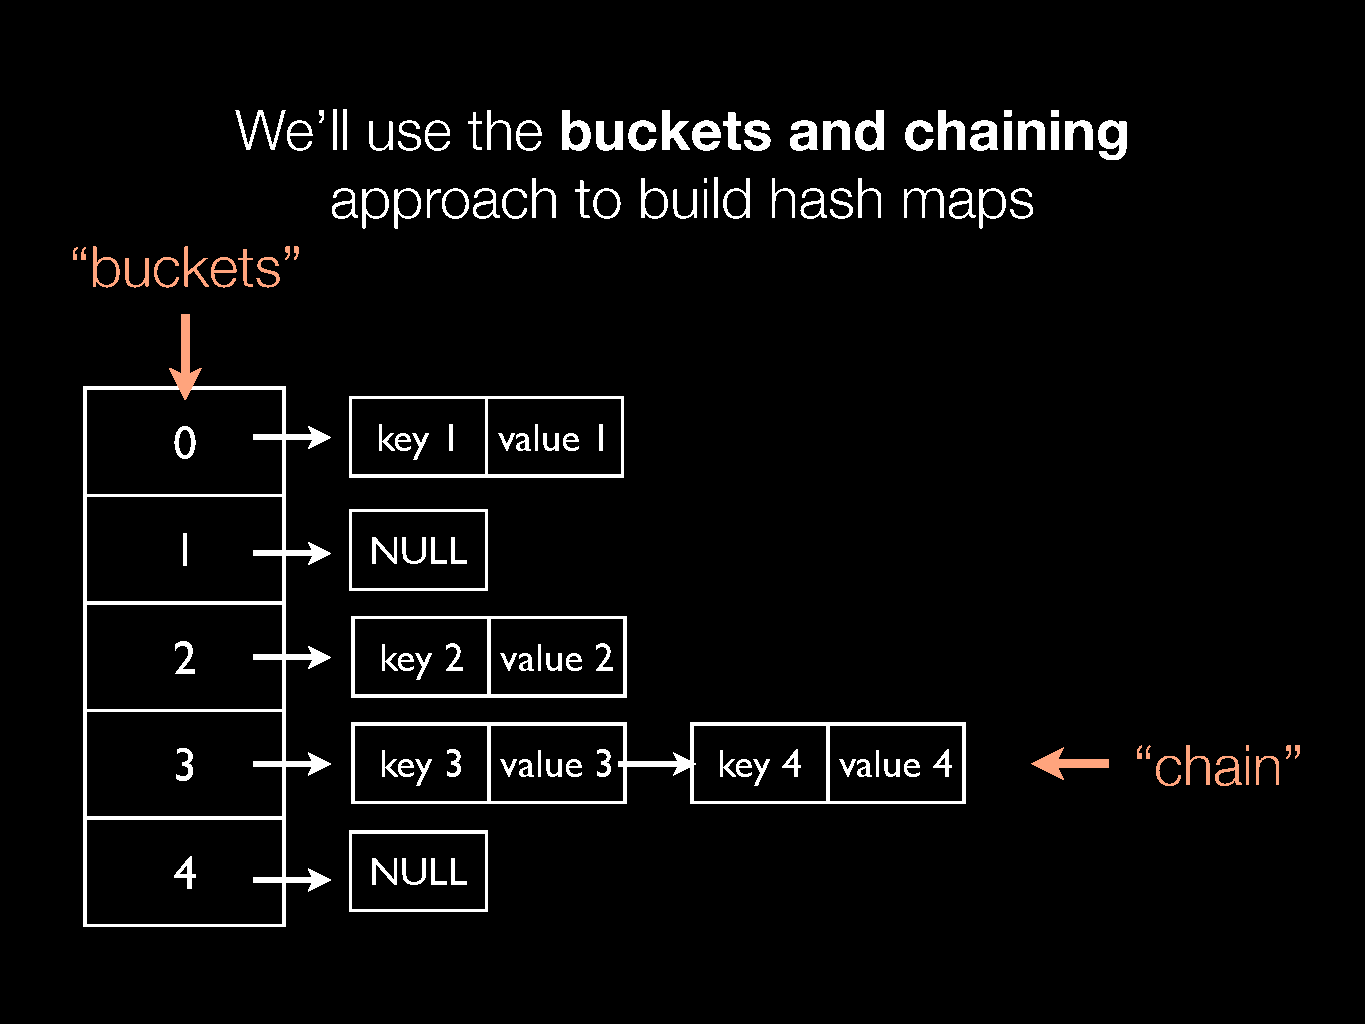 We’ll use the buckets and chaining
approach to build hash maps
“buckets”
0
key 1
value 1
1
NULL
2
key 2
value 2
3
key 3
value 3
key 4
value 4
“chain”
4
NULL